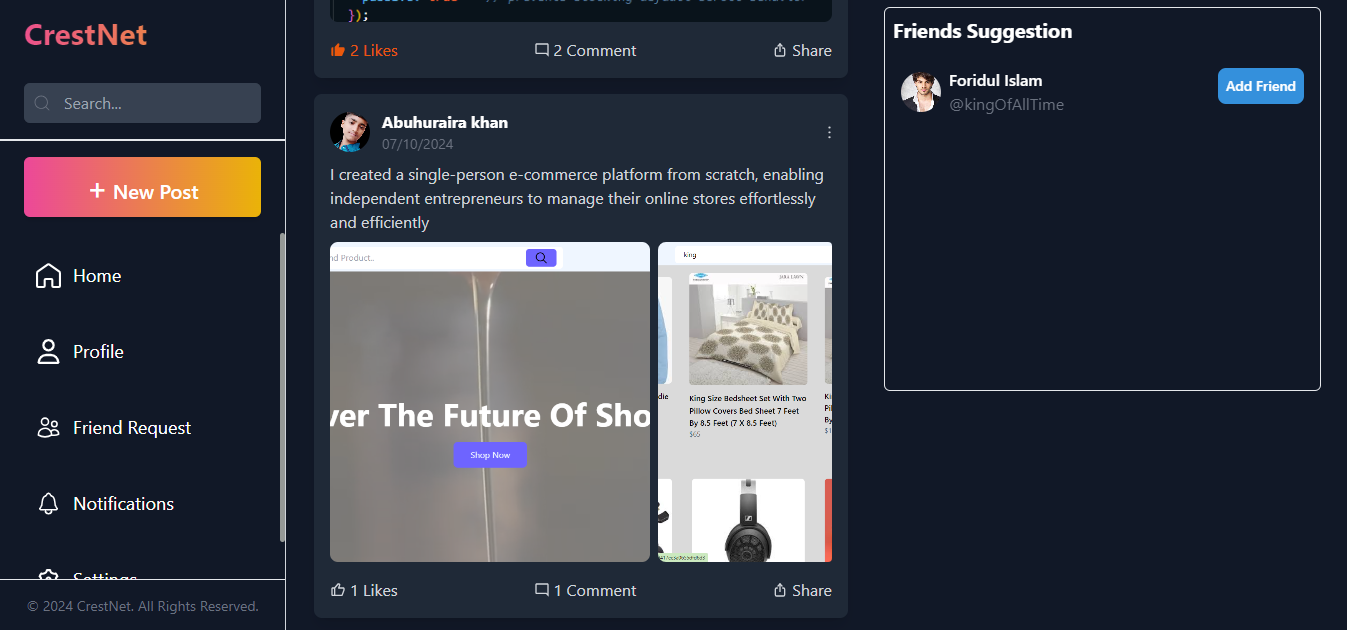 CrestNet
Search...
+ New Post
Home
Profile
Friend Request
Notifications
Settings
© 2024 CrestNet. All Rights Reserved.
});
2 Likes
2 Comment
Share
Abuhuraira khan
07/10/2024
I created a single-person e-commerce platform from scratch, enabling
independent entrepreneurs to manage their online stores effortlessly
and efficiently
nd Product..
ver The Future Of Sho
Shop Now
king
die
King Size Bedsheet Set With Two
Pillow Covers Bed Sheet 7 Feet
By 8.5 Feet (7 X 8.5 Feet)
$65
1 Likes
1 Comment
Share
Friends Suggestion
Foridul Islam
@kingOfAllTime
Add Friend